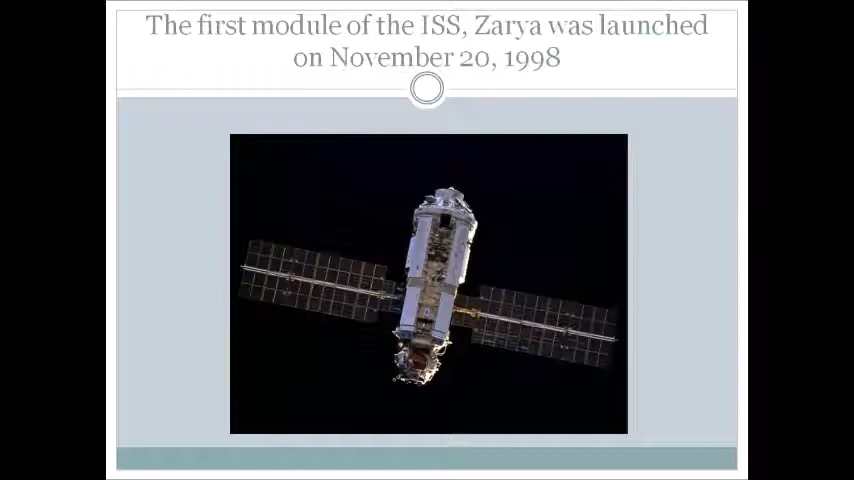 The first module of the ISS, Zarya was launched
on November 20, 1998